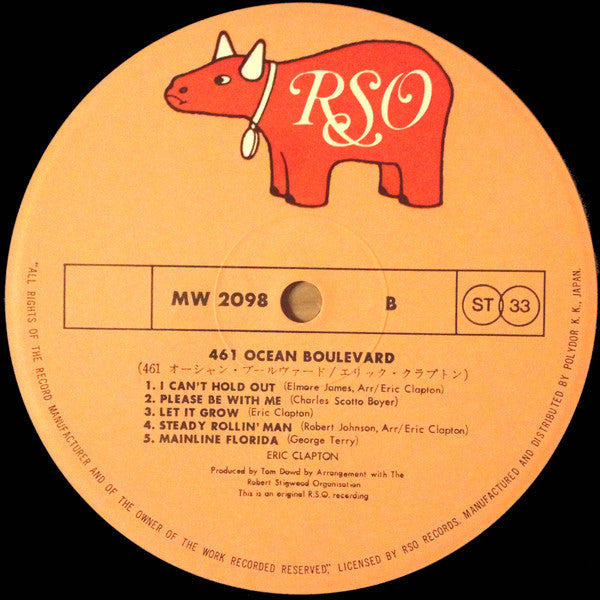 RSO
MW 2098
B
ST 33
461 OCEAN BOULEVARD
(461 オーシャン・ブールヴァード/エリック・クラプトン)
1. I CAN'T HOLD OUT (Elmore James, Arr/Eric Clapton)
2. PLEASE BE WITH ME (Charles Scotto Boyer)
3. LET IT GROW (Eric Clapton)
4. STEADY ROLLIN' MAN (Robert Johnson, Arr/Eric Clapton)
5. MAINLINE FLORIDA (George Terry)
ERIC CLAPTON
Produced by Tom Dowd by Arrangement with The
Robert Stigwood Organisation
This is an original R.S.O. recording
"ALL RIGHTS OF THE RECORD MANUFACTURER AND OF THE OWNER OF THE WORK RECORDED RESERVED," LICENSED BY RSO RECORDS. MANUFACTURED AND DISTRIBUTED BY POLYDOR K. K., JAPAN.